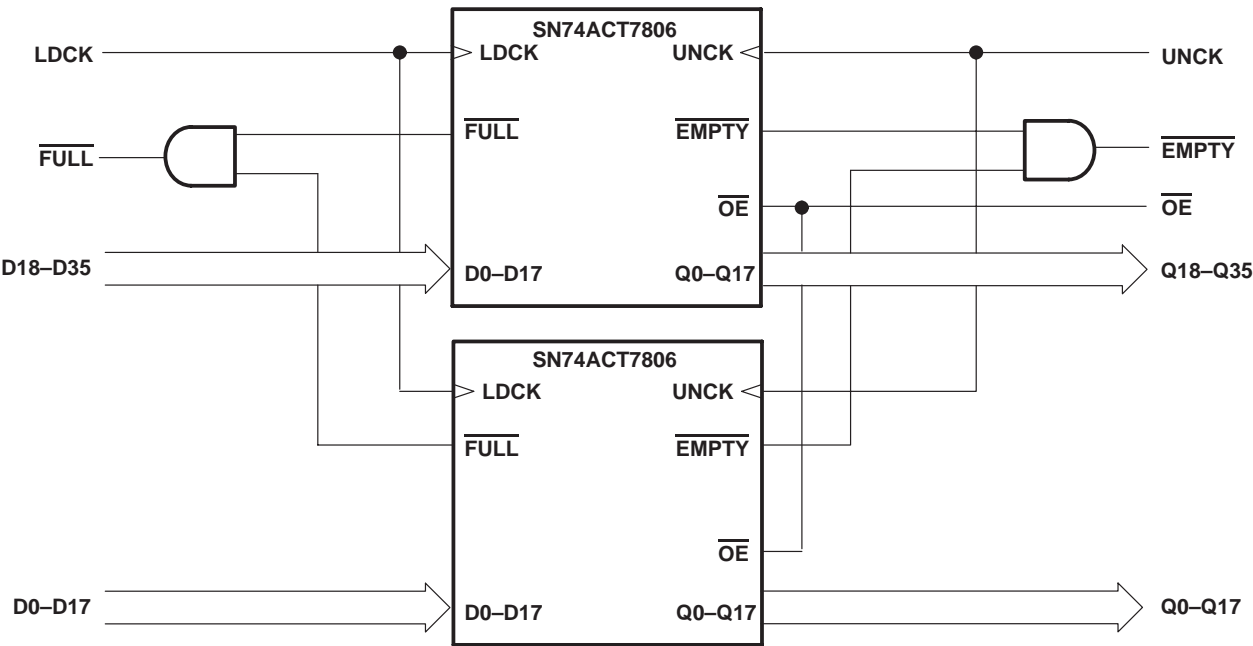 SN74ACT7806
LDCK
LDCK
UNCK
UNCK
FULL
FULL
EMPTY
EMPTY
OE
OE
D18–D35
D0–D17
Q0–Q17
Q18–Q35
SN74ACT7806
LDCK
UNCK
FULL
EMPTY
OE
D0–D17
D0–D17
Q0–Q17
Q0–Q17